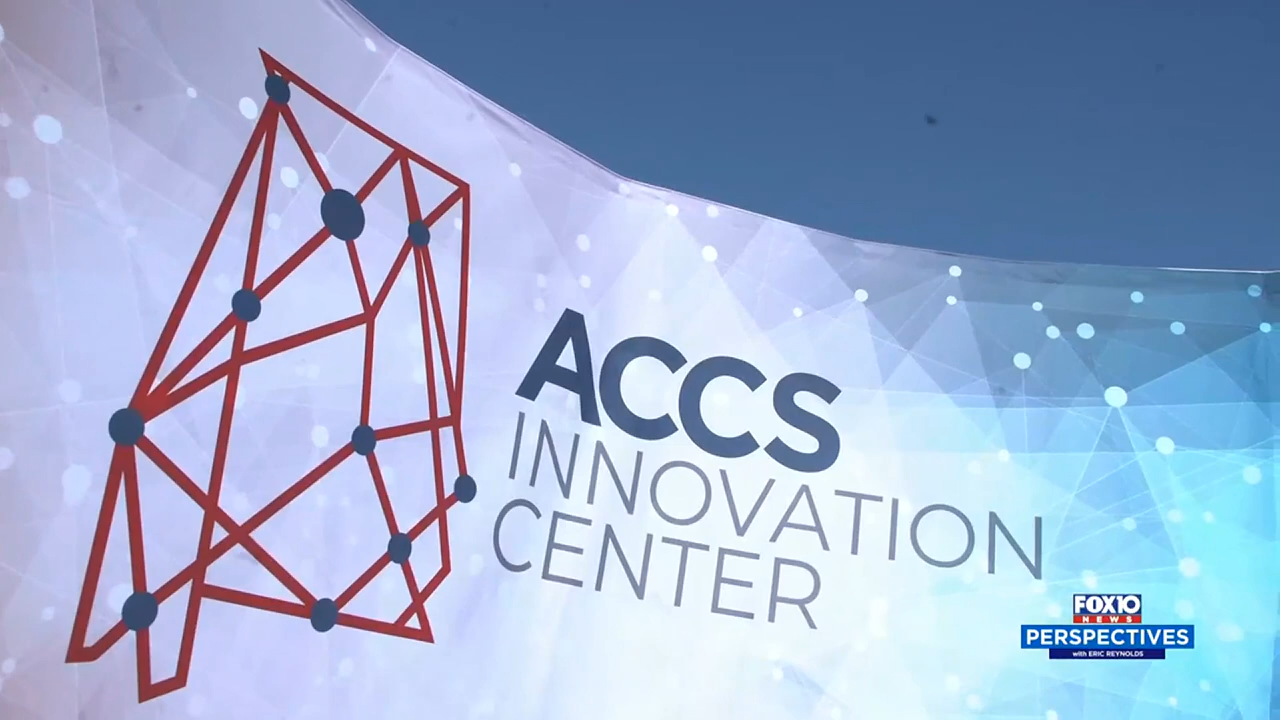 ACCS
INNOVATION
CENTER
FOX10
NEWS
PERSPECTIVES
with ERIC REYNOLDS